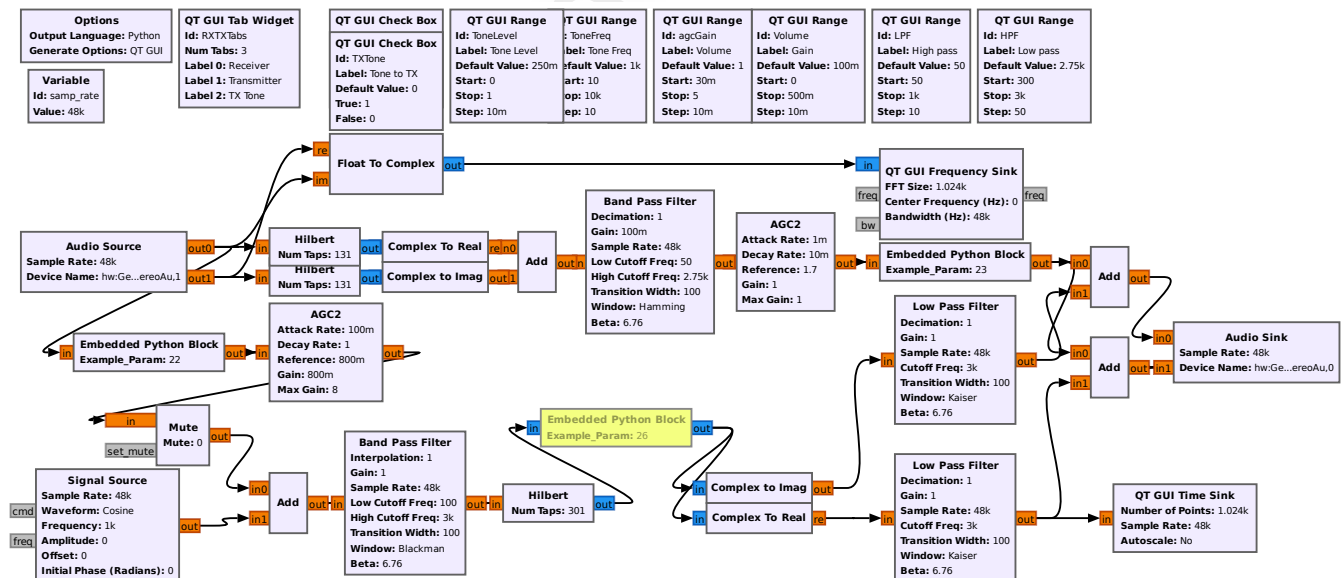 Options
Output Language: Python
Generate Options: QT GUI
Variable
Id: samp_rate
Value: 48k
QT GUI Tab Widget
Id: RXTXTabs
Num Tabs: 3
Label 0: Receiver
Label 1: Transmitter
Label 2: TX Tone
QT GUI Check Box
QT GUI Check Box
Id: TXTone
Label: Tone to TX
Default Value: 0
True: 1
False: 0
QT GUI Range
Id: ToneLevel
Label: Tone Level
Default Value: 250m
Start: 0
Stop: 1
Step: 10m
QT GUI Range
Id: ToneFreq
Label: Tone Freq
Default Value: 1k
Start: 10
Stop: 10k
Step: 10
QT GUI Range
Id: agcGain
Label: Volume
Default Value: 1
Start: 30m
Stop: 5
Step: 10m
QT GUI Range
Id: Volume
Label: Gain
Default Value: 100m
Start: 0
Stop: 500m
Step: 10m
QT GUI Range
Id: LPF
Label: High pass
Default Value: 50
Start: 50
Stop: 1k
Step: 10
QT GUI Range
Id: HPF
Label: Low pass
Default Value: 2.75k
Start: 300
Stop: 3k
Step: 50
re
im
Float To Complex
out
in
freq
bw
QT GUI Frequency Sink
FFT Size: 1.024k
Center Frequency (Hz): 0
Bandwidth (Hz): 48k
freq
Audio Source
Sample Rate: 48k
Device Name: hw:Ge...ereoAu,1
out0
out1
in
Hilbert
Num Taps: 131
out
in
Hilbert
Num Taps: 131
out
Complex To Real
re
Complex to Imag
out
in0
in1
Add
out
in
Band Pass Filter
Decimation: 1
Gain: 100m
Sample Rate: 48k
Low Cutoff Freq: 50
High Cutoff Freq: 2.75k
Transition Width: 100
Window: Hamming
Beta: 6.76
out
AGC2
Attack Rate: 1m
Decay Rate: 10m
Reference: 1.7
Gain: 1
Max Gain: 1
out
in
Embedded Python Block
Example_Param: 23
out
in0
in1
Add
out
in
Embedded Python Block
Example_Param: 22
out
in
AGC2
Attack Rate: 100m
Decay Rate: 1
Reference: 800m
Gain: 800m
Max Gain: 8
out
in
Low Pass Filter
Decimation: 1
Gain: 1
Sample Rate: 48k
Cutoff Freq: 3k
Transition Width: 100
Window: Kaiser
Beta: 6.76
out
in0
in1
Add
out
in0
in1
Audio Sink
Sample Rate: 48k
Device Name: hw:Ge...ereoAu,0
in
set_mute
Mute
Mute: 0
out
cmd
freq
Signal Source
Sample Rate: 48k
Waveform: Cosine
Frequency: 1k
Amplitude: 0
Offset: 0
Initial Phase (Radians): 0
out
in0
in1
Add
out
in
Band Pass Filter
Interpolation: 1
Gain: 1
Sample Rate: 48k
Low Cutoff Freq: 100
High Cutoff Freq: 3k
Transition Width: 100
Window: Blackman
Beta: 6.76
out
in
Hilbert
Num Taps: 301
out
in
Embedded Python Block
Example_Param: 26
out
in
Complex to Imag
out
in
Complex To Real
re
in
Low Pass Filter
Decimation: 1
Gain: 1
Sample Rate: 48k
Cutoff Freq: 3k
Transition Width: 100
Window: Kaiser
Beta: 6.76
out
in
QT GUI Time Sink
Number of Points: 1.024k
Sample Rate: 48k
Autoscale: No